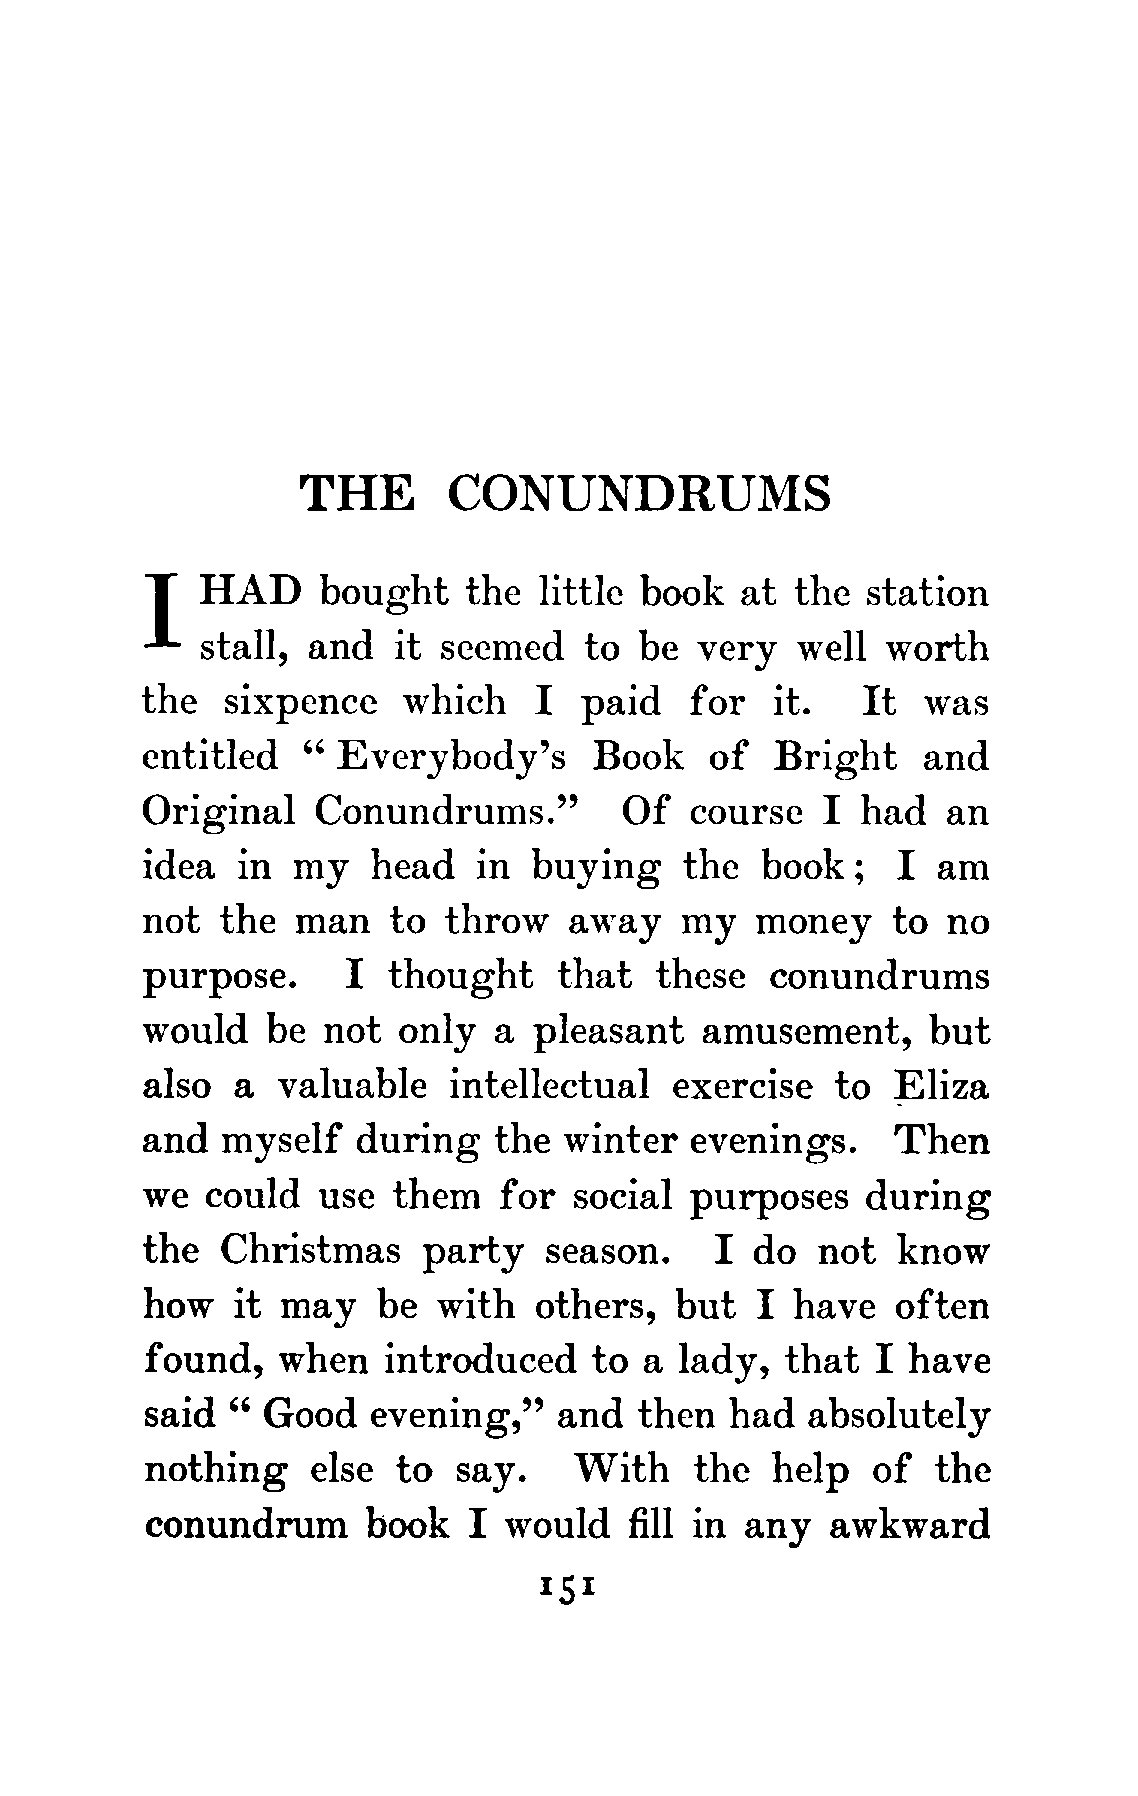 THE CONUNDRUMS
I HAD bought the little book at the station
stall, and it seemed to be very well worth
the sixpence which I paid for it. It was
entitled “ Everybody’s Book of Bright and
Original Conundrums.” Of course I had an
idea in my head in buying the book ; I am
not the man to throw away my money to no
purpose. I thought that these conundrums
would be not only a pleasant amusement, but
also a valuable intellectual exercise to Eliza
and myself during the winter evenings. Then
we could use them for social purposes during
the Christmas party season. I do not know
how it may be with others, but I have often
found, when introduced to a lady, that I have
said “ Good evening,” and then had absolutely
nothing else to say. With the help of the
conundrum book I would fill in any awkward
151